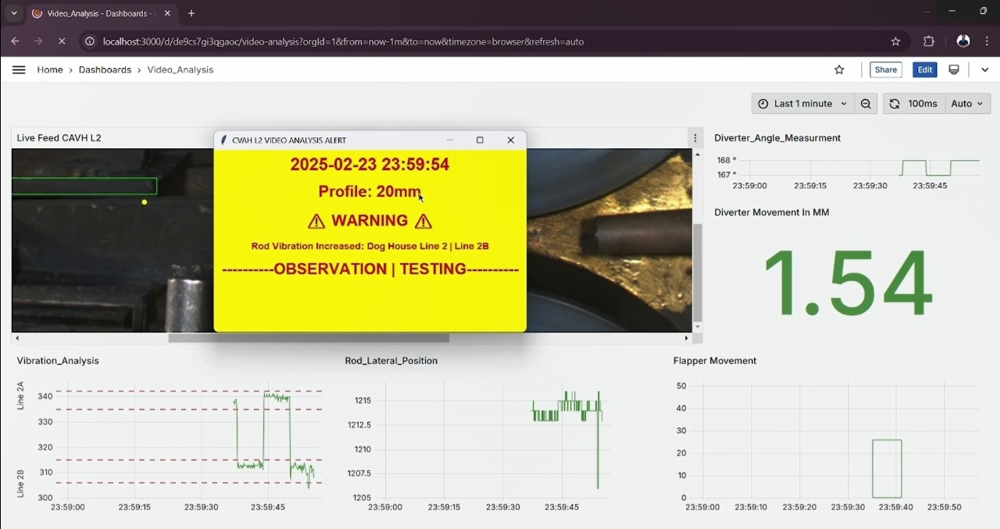 Video_Analysis - Dashboards -
localhost:3000/d/de9cs7gi3qgaoc/video-analysis?orgId=1&from=now-1m&to=now&timezone=browser&refresh=auto
Home › Dashboards › Video_Analysis
Share
Edit
Last 1 minute
100ms
Auto
Live Feed CAVH L2
CVAH L2 VIDEO ANALYSIS ALERT
2025-02-23 23:59:54
Profile: 20mm
⚠ WARNING ⚠
Rod Vibration Increased: Dog House Line 2 | Line 2B
----------OBSERVATION | TESTING----------
Diverter_Angle_Measurment
168 °
167 °
23:59:00 23:59:15 23:59:30 23:59:45
Diverter Movement In MM
1.54
Vibration_Analysis
Line 2A
Line 2B
340
330
320
310
300
23:59:00 23:59:15 23:59:30 23:59:45
Rod_Lateral_Position
1215
1212.5
1210
1207.5
1205
23:59:00 23:59:15 23:59:30 23:59:45
Flapper Movement
50
40
30
20
10
0
23:59:00 23:59:10 23:59:20 23:59:30 23:59:40 23:59:50